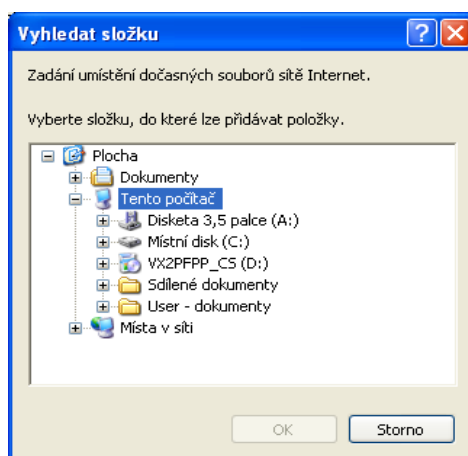 Vyhledat složku
Zadání umístění dočasných souborů sítě Internet.
Vyberte složku, do které lze přidávat položky.
Plocha
Dokumenty
Tento počítač
Disketa 3,5 palce (A:)
Místní disk (C:)
VX2PFPP_CS (D:)
Sdílené dokumenty
User - dokumenty
Místa v síti
OK
Storno